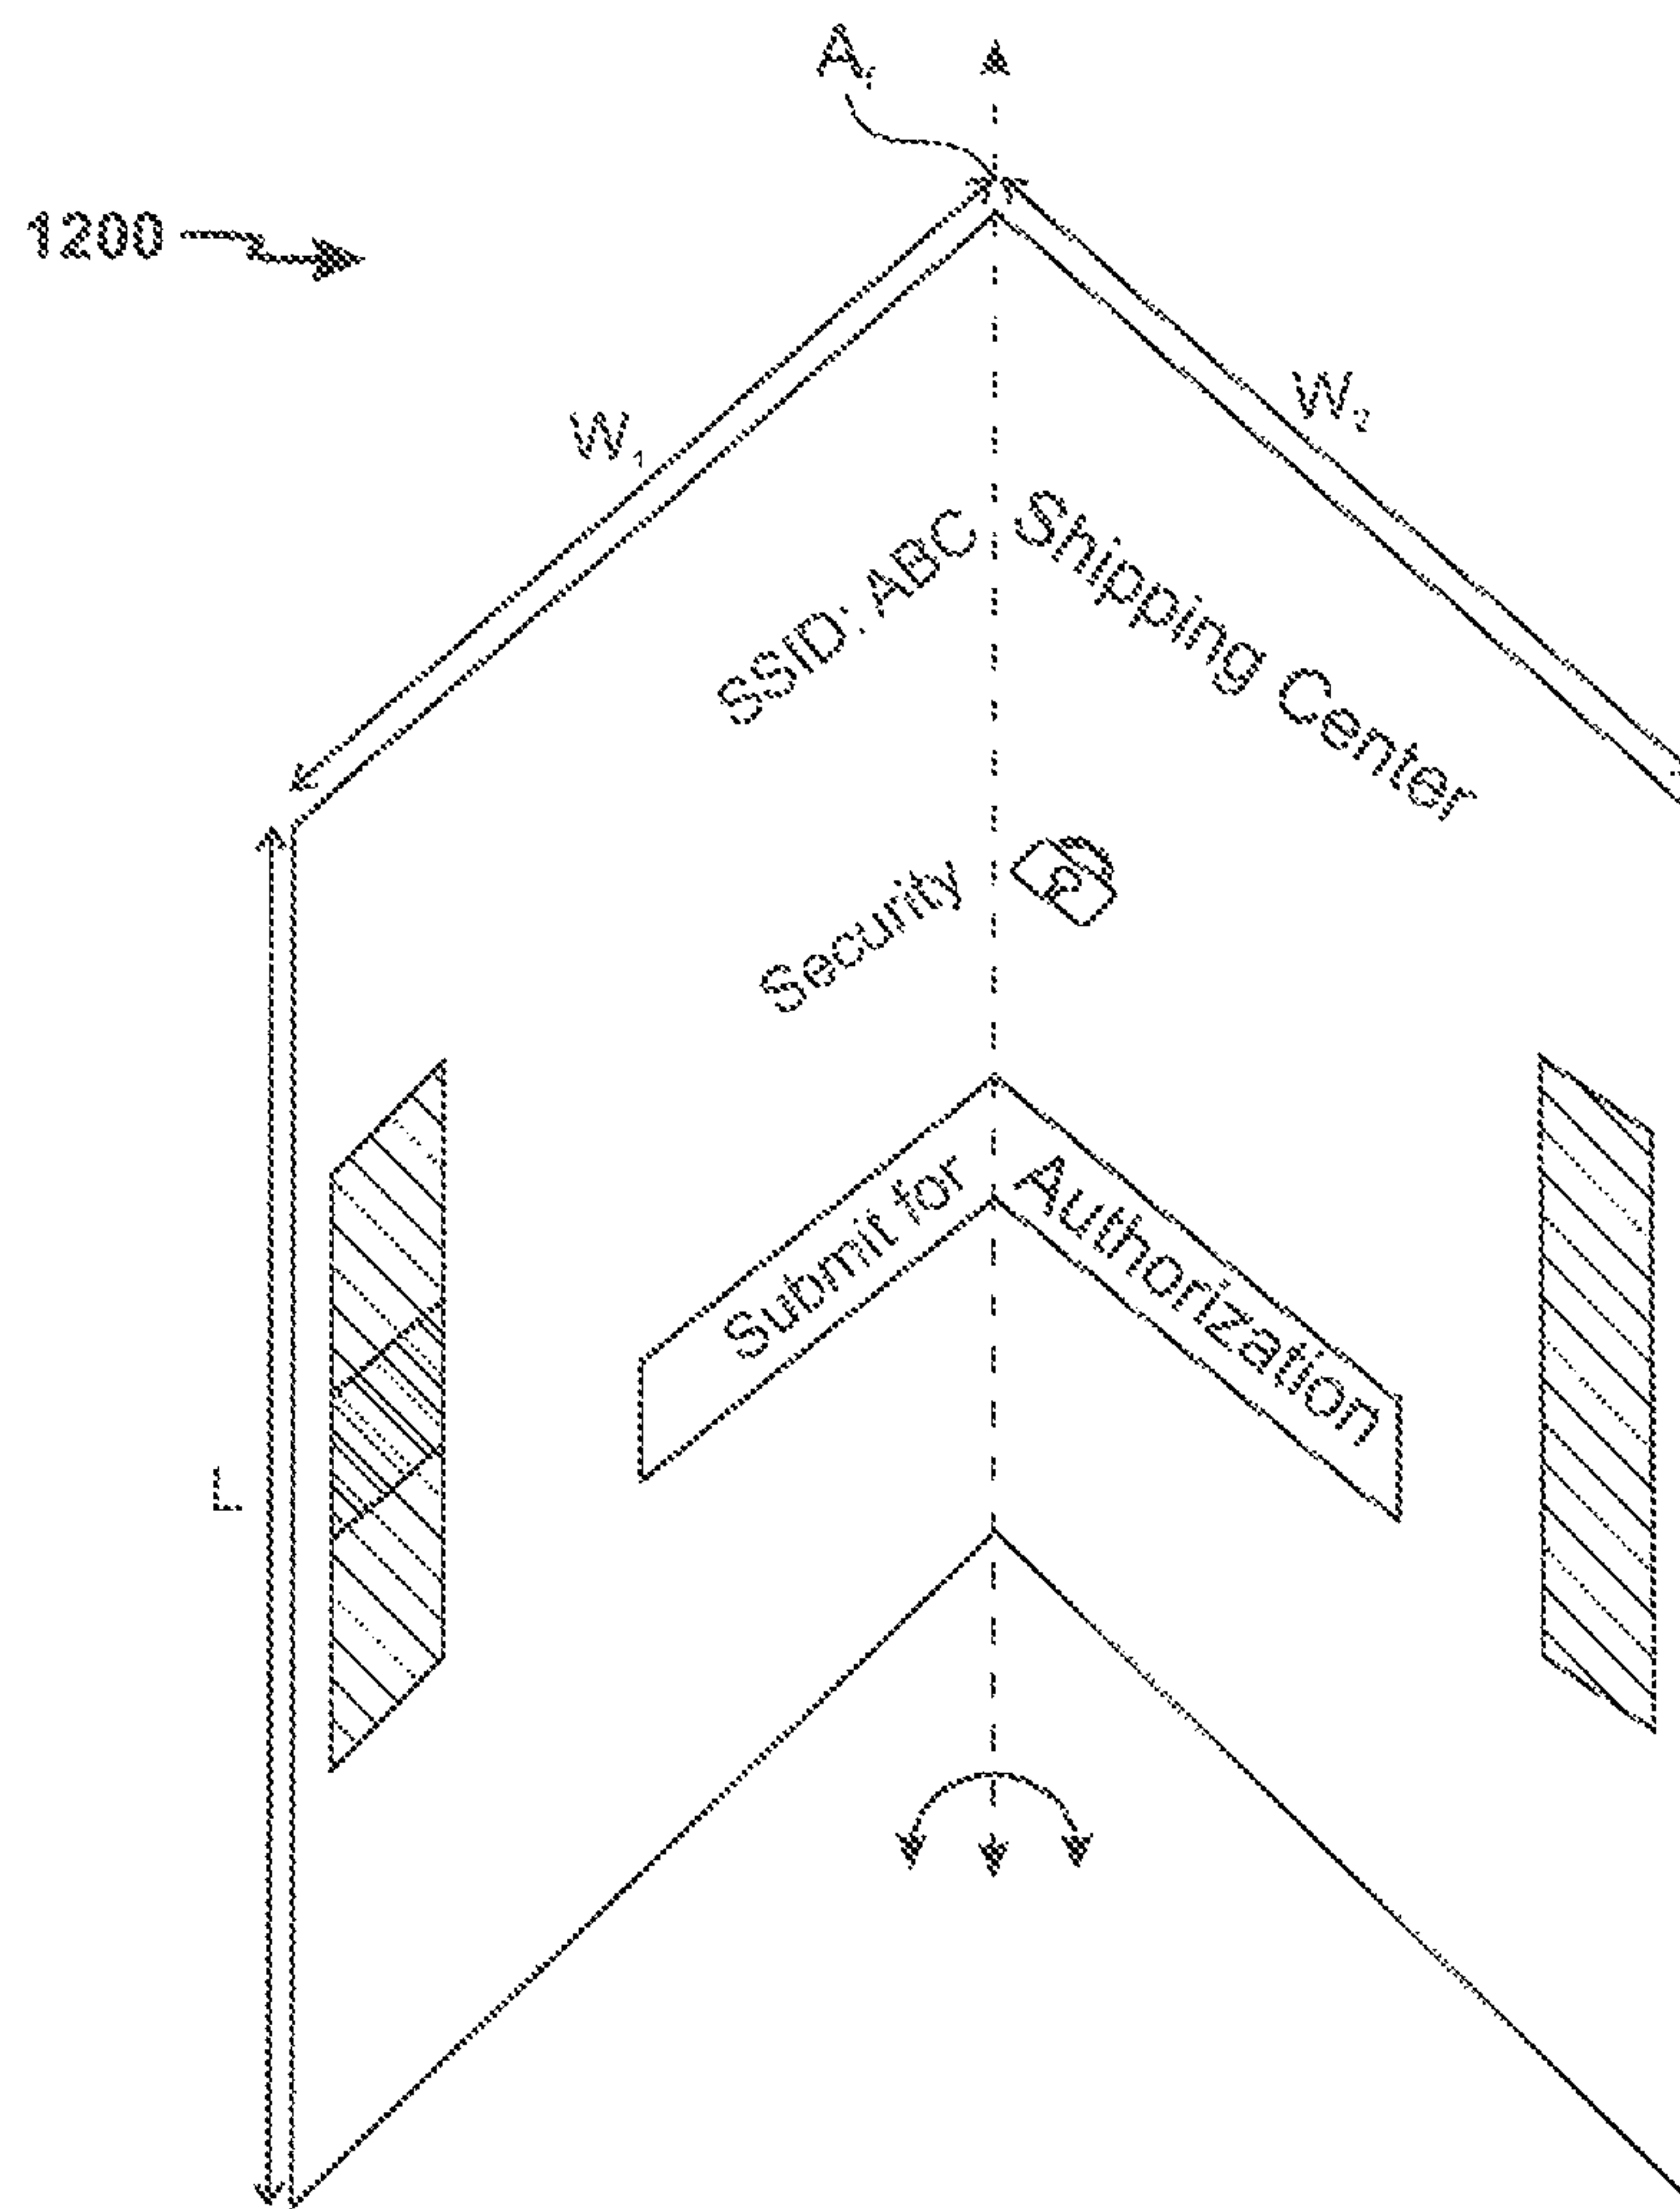 A₁
1200
W₁
W₂
SSID: ABC Shipping Center
Security
Submit for Authorization
L